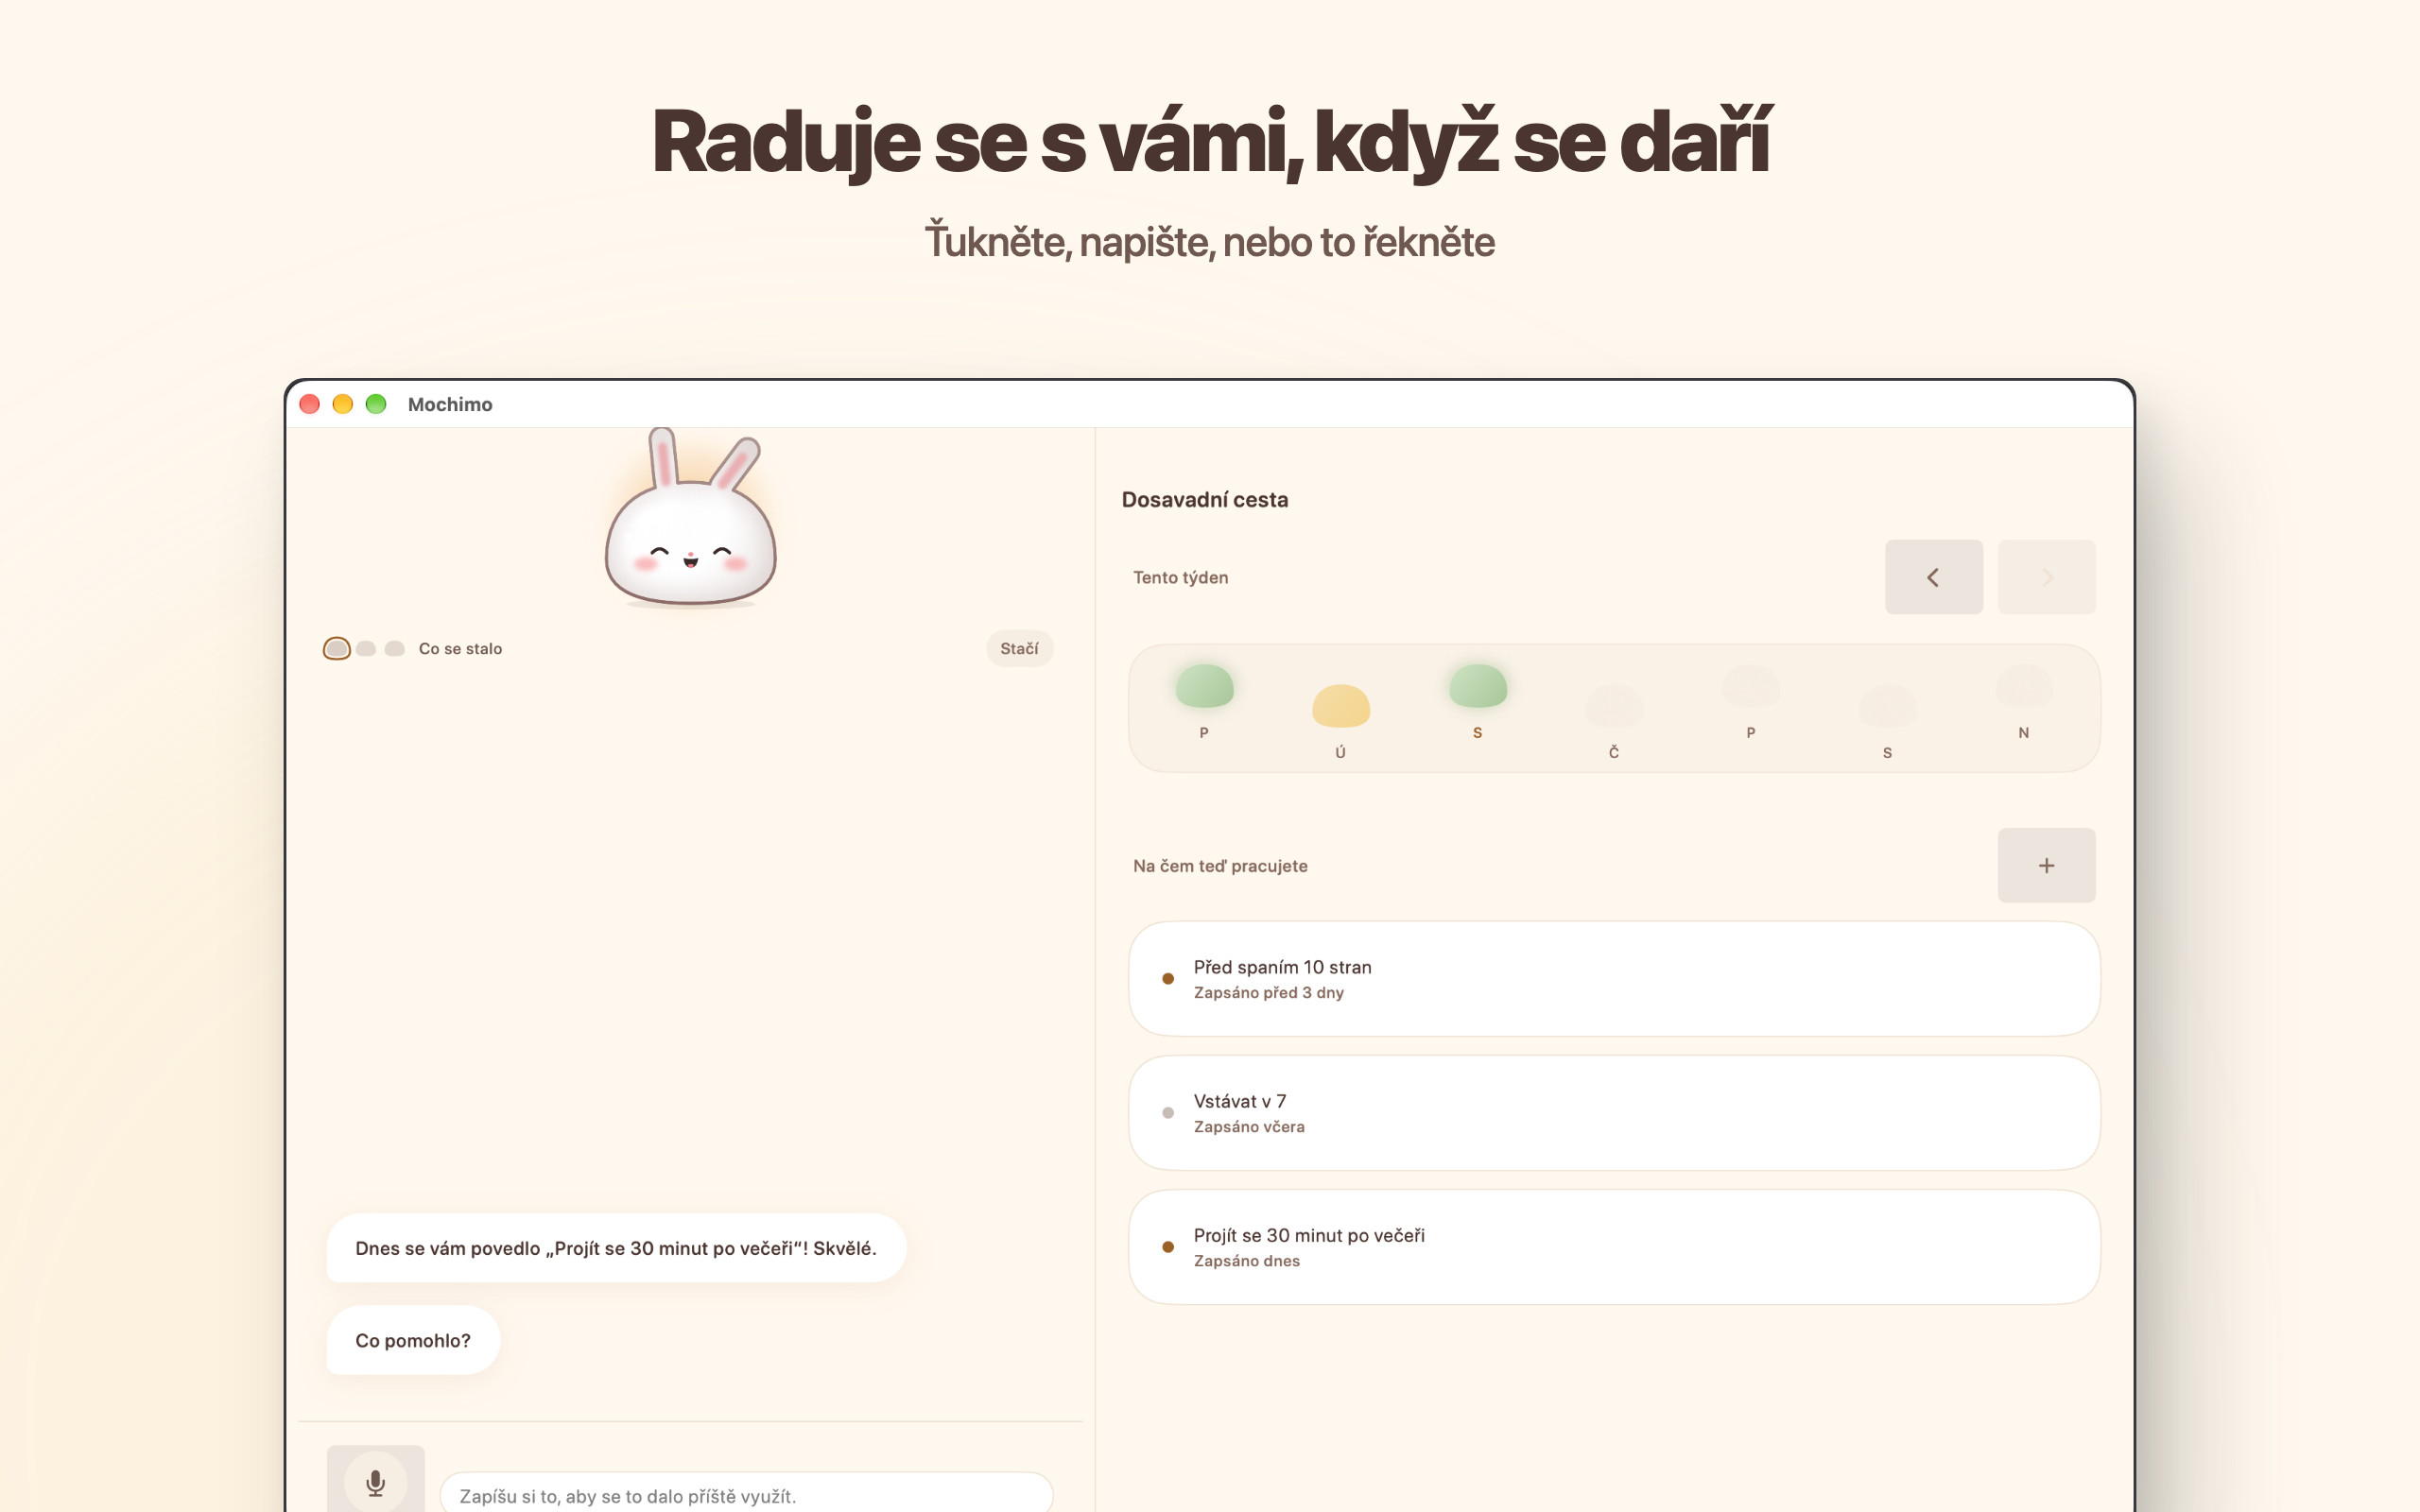 Raduje se s vámi, když se daří
Ťukněte, napište, nebo to řekněte
Mochimo
Co se stalo
Stačí
Dnes se vám povedlo „Projít se 30 minut po večeři“! Skvělé.
Co pomohlo?
Zapíšu si to, aby se to dalo příště využít.
Dosavadní cesta
Tento týden
P
Ú
S
Č
P
S
N
Na čem teď pracujete
Před spaním 10 stran
Zapsáno před 3 dny
Vstávat v 7
Zapsáno včera
Projít se 30 minut po večeři
Zapsáno dnes